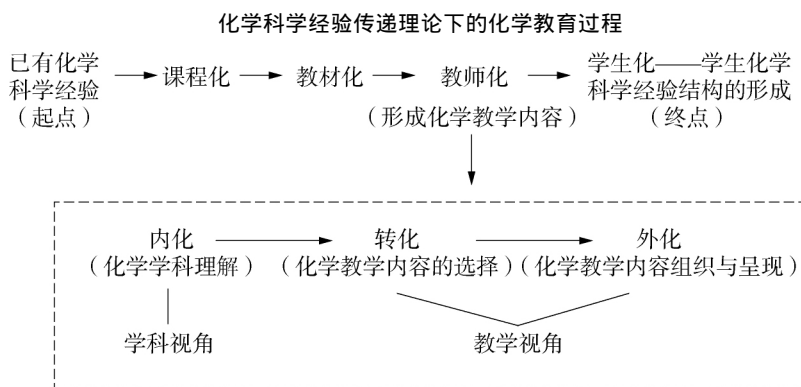 化学科学经验传递理论下的化学教育过程
已有化学
科学经验
（起点）
课程化
教材化
教师化
（形成化学教学内容）
学生化——学生化学
科学经验结构的形成
（终点）
内化
（化学学科理解）
转化
（化学教学内容的选择）
外化
（化学教学内容组织与呈现）
学科视角
教学视角